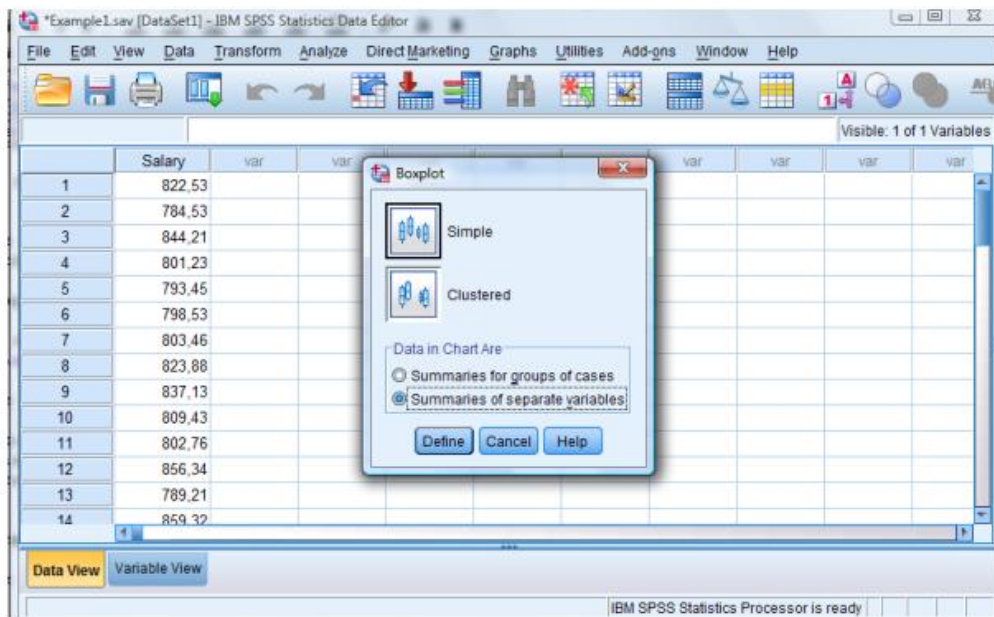 *Example1.sav [DataSet1] - IBM SPSS Statistics Data Editor
File Edit View Data Transform Analyze Direct Marketing Graphs Utilities Add-ons Window Help
Visible: 1 of 1 Variables
Salary var var var var var var
1 822,53
2 784,53
3 844,21
4 801,23
5 793,45
6 798,53
7 803,46
8 823,88
9 837,13
10 809,43
11 802,76
12 856,34
13 789,21
14 859,32
Boxplot
Simple
Clustered
Data in Chart Are
Summaries for groups of cases
Summaries of separate variables
Define Cancel Help
Data View Variable View
IBM SPSS Statistics Processor is ready